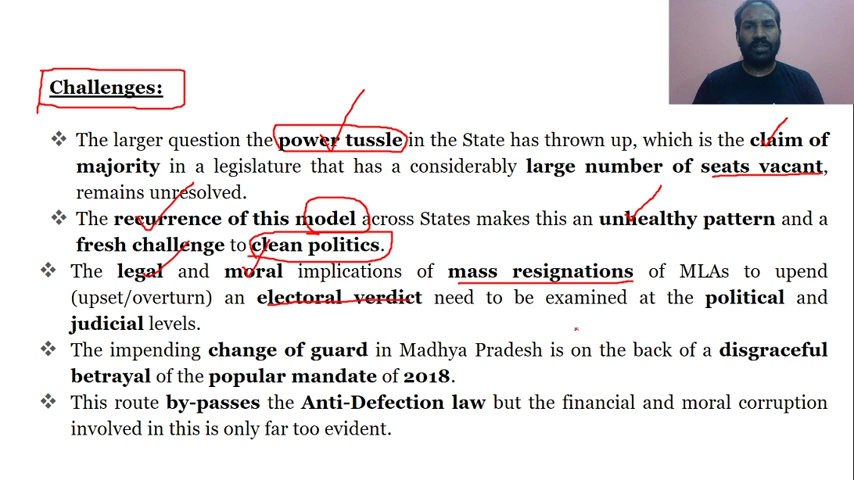 Challenges:
❖ The larger question the power tussle in the State has thrown up, which is the claim of
majority in a legislature that has a considerably large number of seats vacant,
remains unresolved.
❖ The recurrence of this model across States makes this an unhealthy pattern and a
fresh challenge to clean politics.
❖ The legal and moral implications of mass resignations of MLAs to upend
(upset/overturn) an electoral verdict need to be examined at the political and
judicial levels.
❖ The impending change of guard in Madhya Pradesh is on the back of a disgraceful
betrayal of the popular mandate of 2018.
❖ This route by-passes the Anti-Defection law but the financial and moral corruption
involved in this is only far too evident.